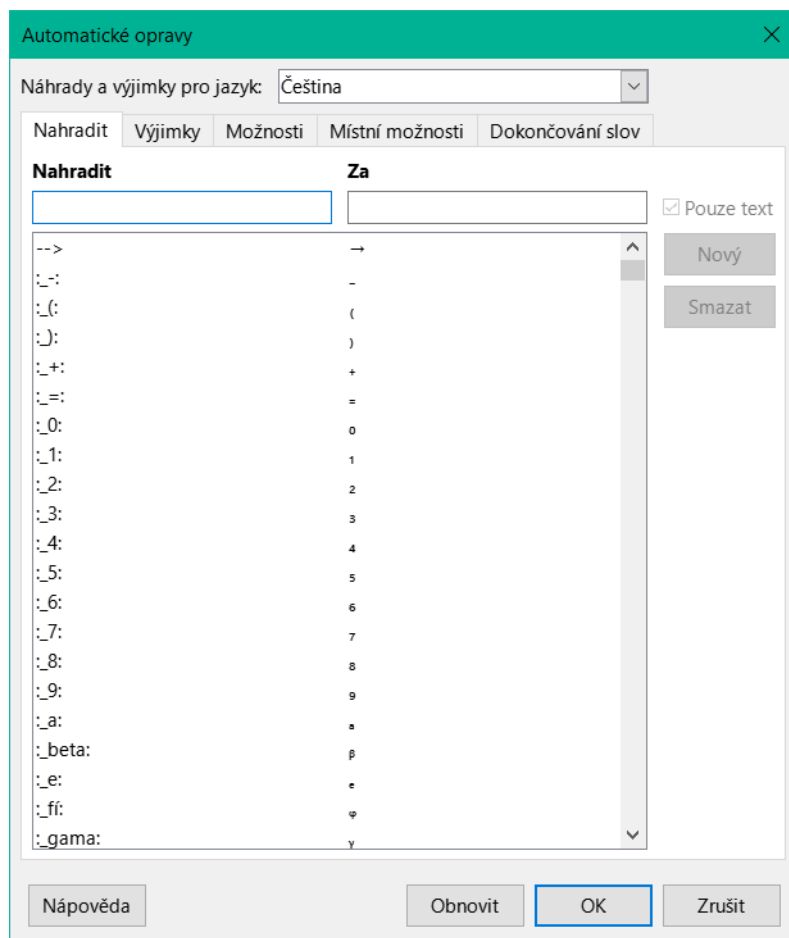 Automatické opravy
Náhrady a výjimky pro jazyk: Čeština
Nahradit Výjimky Možnosti Místní možnosti Dokončování slov
Nahradit Za
Pouze text
--> →
Nový
:_-: ₋
:_(: ₍
Smazat
:_): ₎
:_+: ₊
:_=: ₌
:_0: ₀
:_1: ₁
:_2: ₂
:_3: ₃
:_4: ₄
:_5: ₅
:_6: ₆
:_7: ₇
:_8: ₈
:_9: ₉
:_a: ₐ
:_beta: ᵦ
:_e: ₑ
:_fí: ᵩ
:_gama: ᵧ
Nápověda Obnovit OK Zrušit